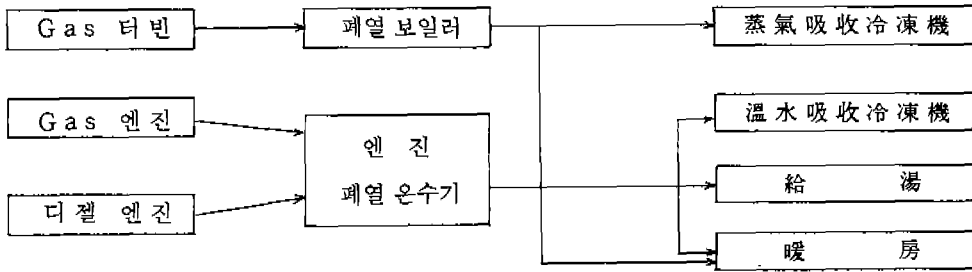 Gas 터빈
폐열 보일러
蒸氣吸收冷凍機
Gas 엔진
溫水吸收冷凍機
엔 진
폐열 온수기
給 湯
디젤 엔진
暖 房